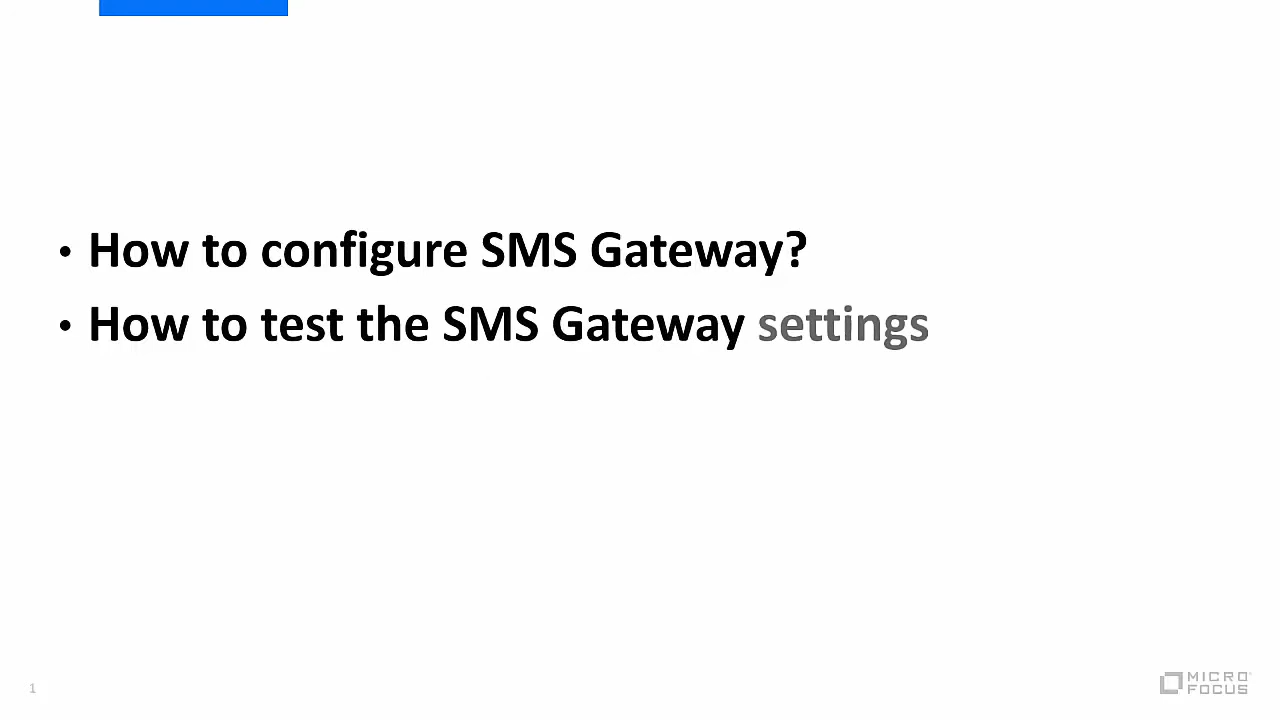 • How to configure SMS Gateway?
• How to test the SMS Gateway settings
1
MICRO
FOCUS